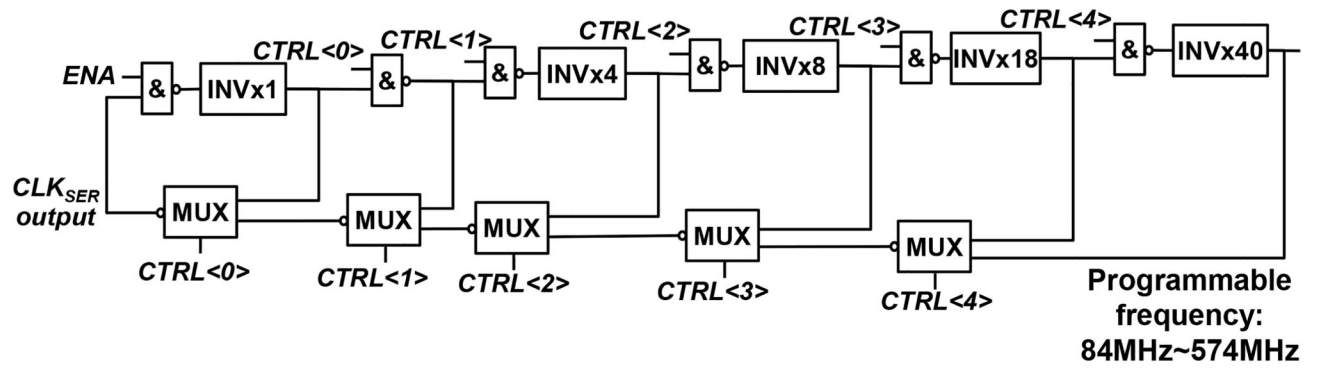 CTRL<0>
CTRL<1>
CTRL<2>
CTRL<3>
CTRL<4>
ENA
&
INVx1
&
&
INVx4
&
INVx8
&
INVx18
&
INVx40
CLKSER
output
MUX
MUX
MUX
MUX
MUX
CTRL<0>
CTRL<1>
CTRL<2>
CTRL<3>
CTRL<4>
Programmable
frequency:
84MHz~574MHz